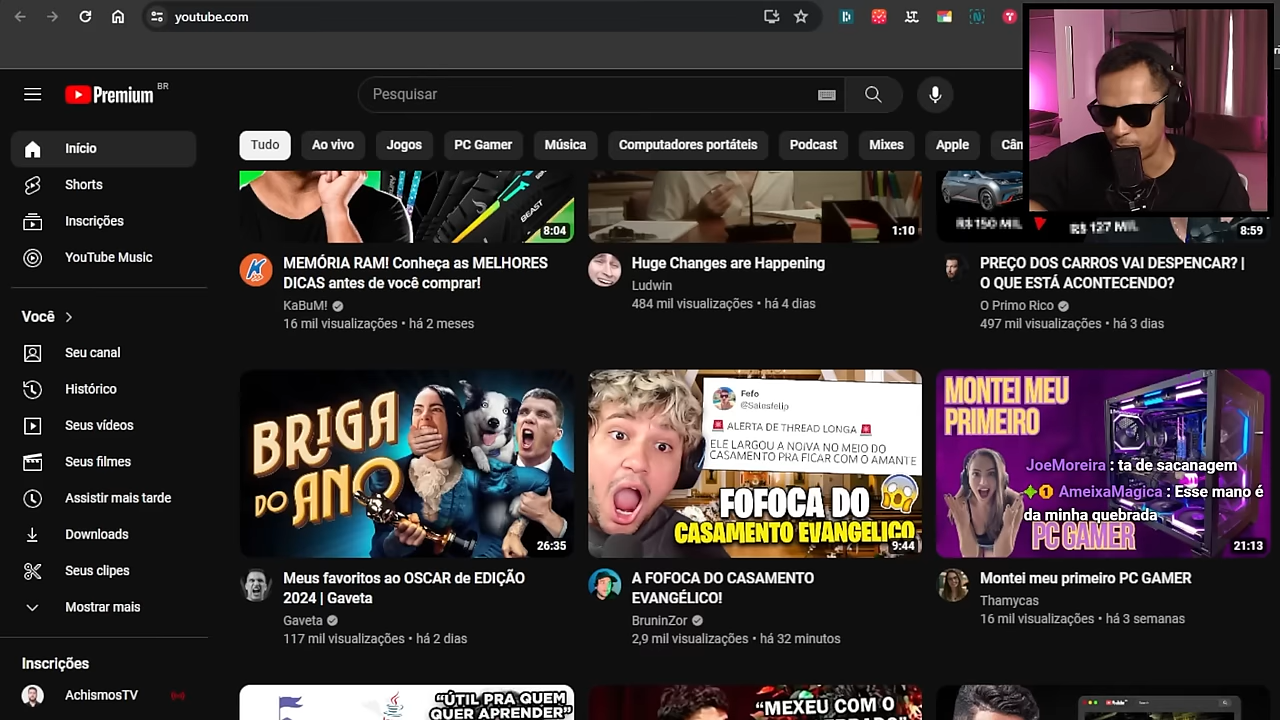 youtube.com
Premium BR
Pesquisar
Início
Shorts
Inscrições
YouTube Music
Você
Seu canal
Histórico
Seus vídeos
Seus filmes
Assistir mais tarde
Downloads
Seus clipes
Mostrar mais
Inscrições
AchismosTV
Tudo
Ao vivo
Jogos
PC Gamer
Música
Computadores portáteis
Podcast
Mixes
Apple
Cân
BEAST
8:04
1:10
R$ 150 MIL
R$ 127 MIL
8:59
MEMÓRIA RAM! Conheça as MELHORES
DICAS antes de você comprar!
KaBuM!
16 mil visualizações • há 2 meses
Huge Changes are Happening
Ludwin
484 mil visualizações • há 4 dias
PREÇO DOS CARROS VAI DESPENCAR? |
O QUE ESTÁ ACONTECENDO?
O Primo Rico
497 mil visualizações • há 3 dias
BRIGA
DO ANO
26:35
Fefo
@Salesfelip
ALERTA DE THREAD LONGA
ELE LARGOU A NOIVA NO MEIO DO
CASAMENTO PRA FICAR COM O AMANTE
FOFOCA DO
CASAMENTO EVANGÉLICO
9:44
MONTEI MEU
PRIMEIRO
JoeMoreira : ta de sacanagem
1 AmeixaMagica : Esse mano é
da minha quebrada
PC GAMER
21:13
Meus favoritos ao OSCAR de EDIÇÃO
2024 | Gaveta
Gaveta
117 mil visualizações • há 2 dias
A FOFOCA DO CASAMENTO
EVANGÉLICO!
BruninZor
2,9 mil visualizações • há 32 minutos
Montei meu primeiro PC GAMER
Thamycas
16 mil visualizações • há 3 semanas
"ÚTIL PRA QUEM
QUER APRENDER"
"MEXEU COM O